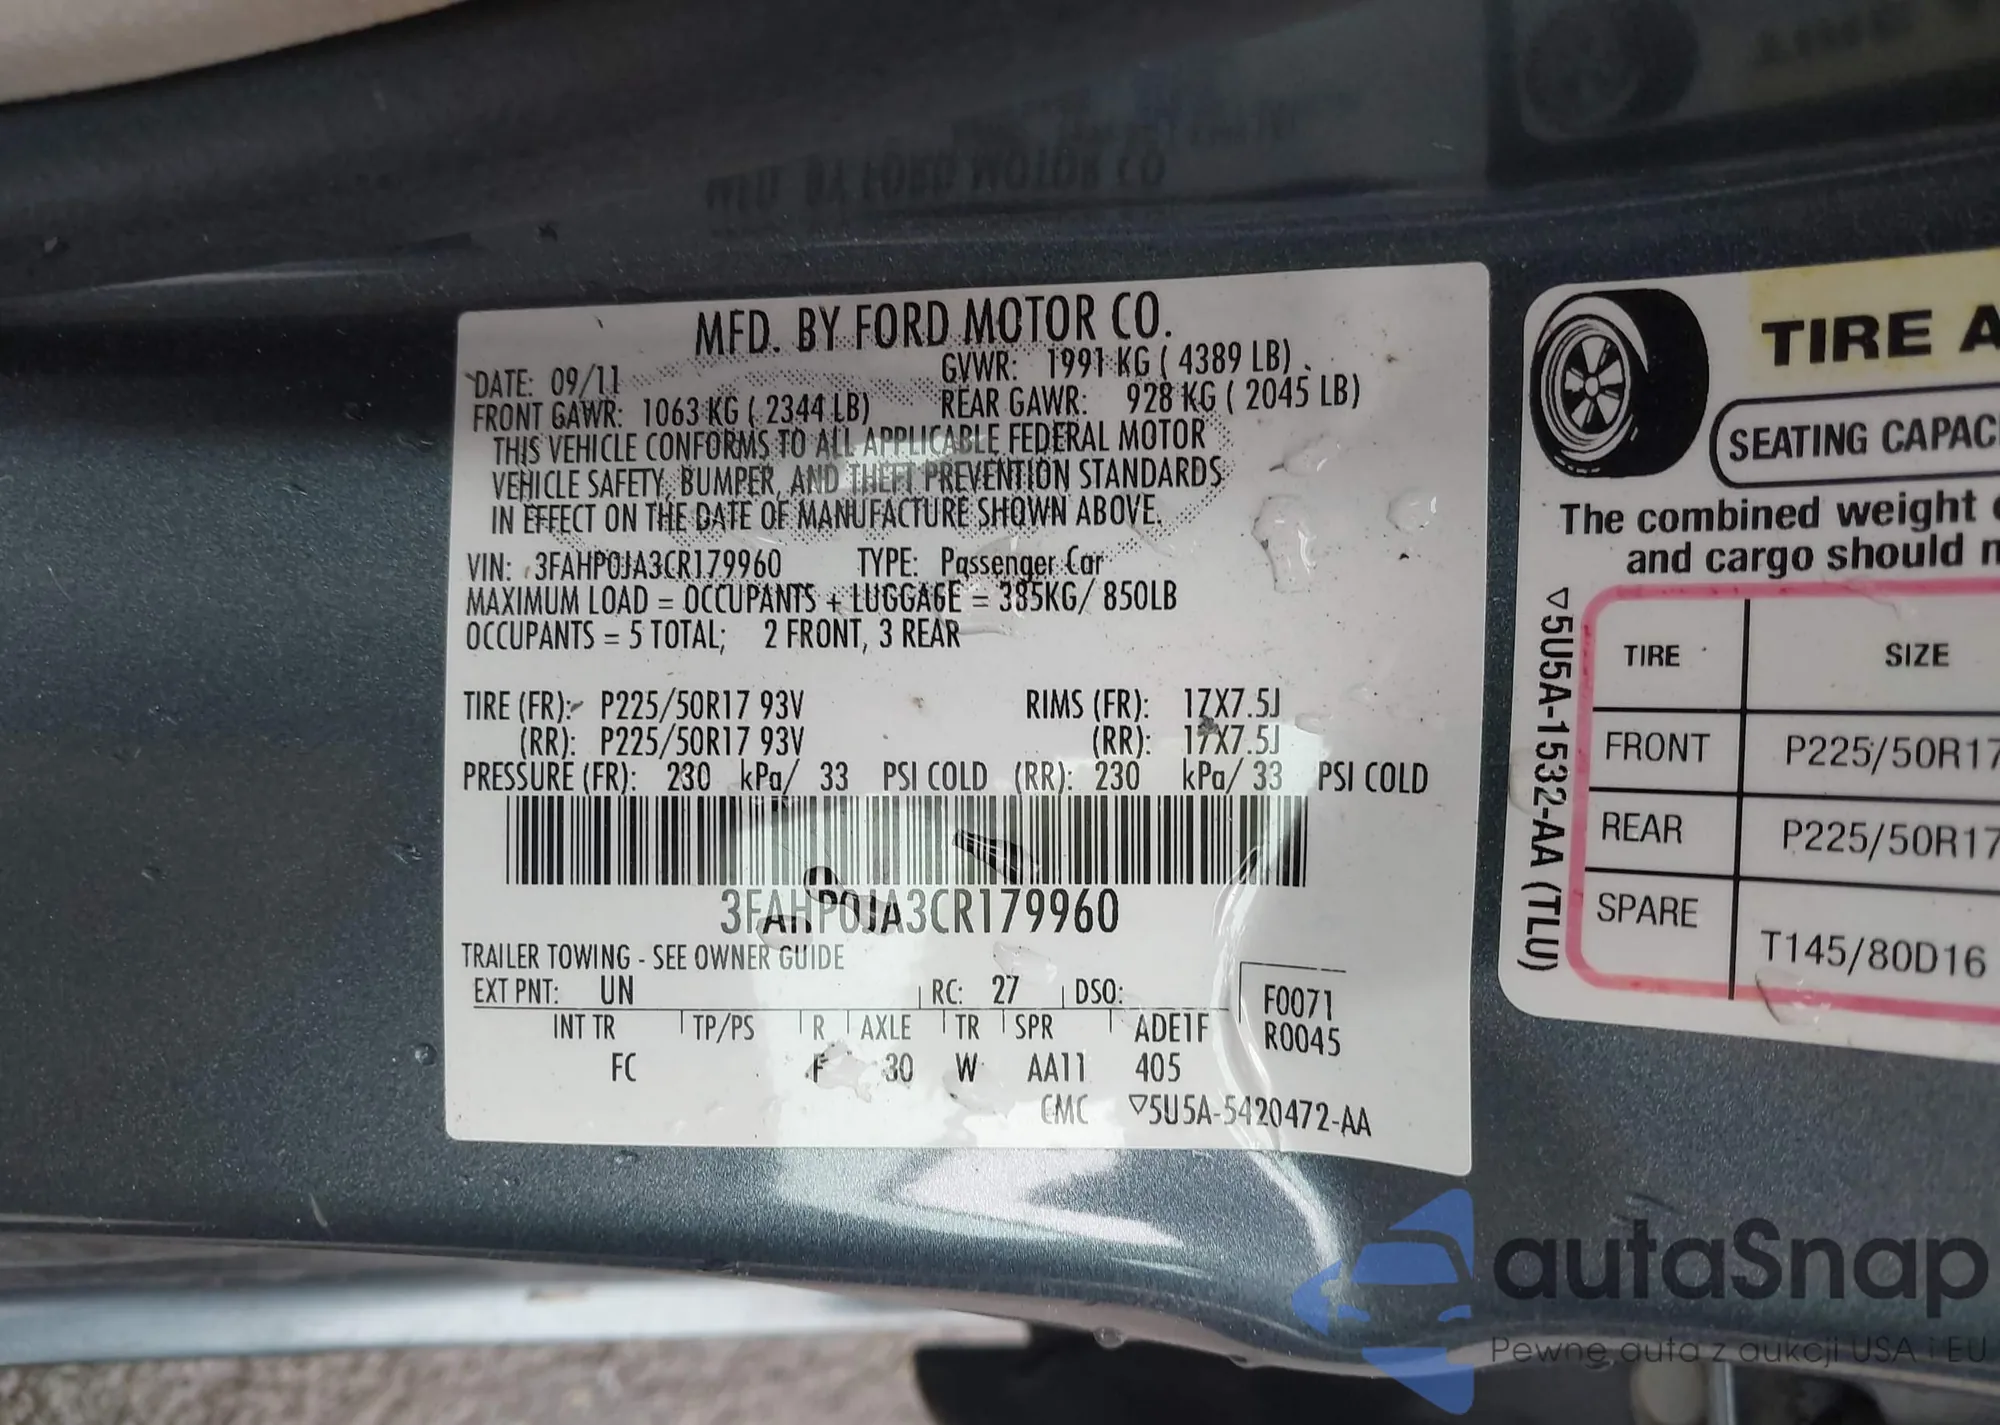 MFD. BY FORD MOTOR CO.
DATE: 09/11
GVWR: 1991 KG ( 4389 LB)
FRONT GAWR: 1063 KG ( 2344 LB)
REAR GAWR: 928 KG ( 2045 LB)
THIS VEHICLE CONFORMS TO ALL APPLICABLE FEDERAL MOTOR
VEHICLE SAFETY, BUMPER, AND THEFT PREVENTION STANDARDS
IN EFFECT ON THE DATE OF MANUFACTURE SHOWN ABOVE.
VIN: 3FAHP0JA3CR179960 TYPE: Passenger Car
MAXIMUM LOAD = OCCUPANTS + LUGGAGE = 385KG/ 850LB
OCCUPANTS = 5 TOTAL; 2 FRONT, 3 REAR
TIRE (FR): P225/50R17 93V RIMS (FR): 17X7.5J
(RR): P225/50R17 93V (RR): 17X7.5J
PRESSURE (FR): 230 kPa/ 33 PSI COLD (RR): 230 kPa/ 33 PSI COLD
3FAHP0JA3CR179960
TRAILER TOWING - SEE OWNER GUIDE
EXT PNT: UN RC: 27 DSO:
F0071
R0045
INT TR TP/PS R AXLE TR SPR ADE1F
FC F 30 W AA11 405
CMC ▽5U5A-5420472-AA
TIRE A
SEATING CAPAC
The combined weight
and cargo should
▽5U5A-1532-AA (TLU)
TIRE SIZE
FRONT P225/50R17
REAR P225/50R17
SPARE T145/80D16
autaSnap
Pewne auta z aukcji USA i EU